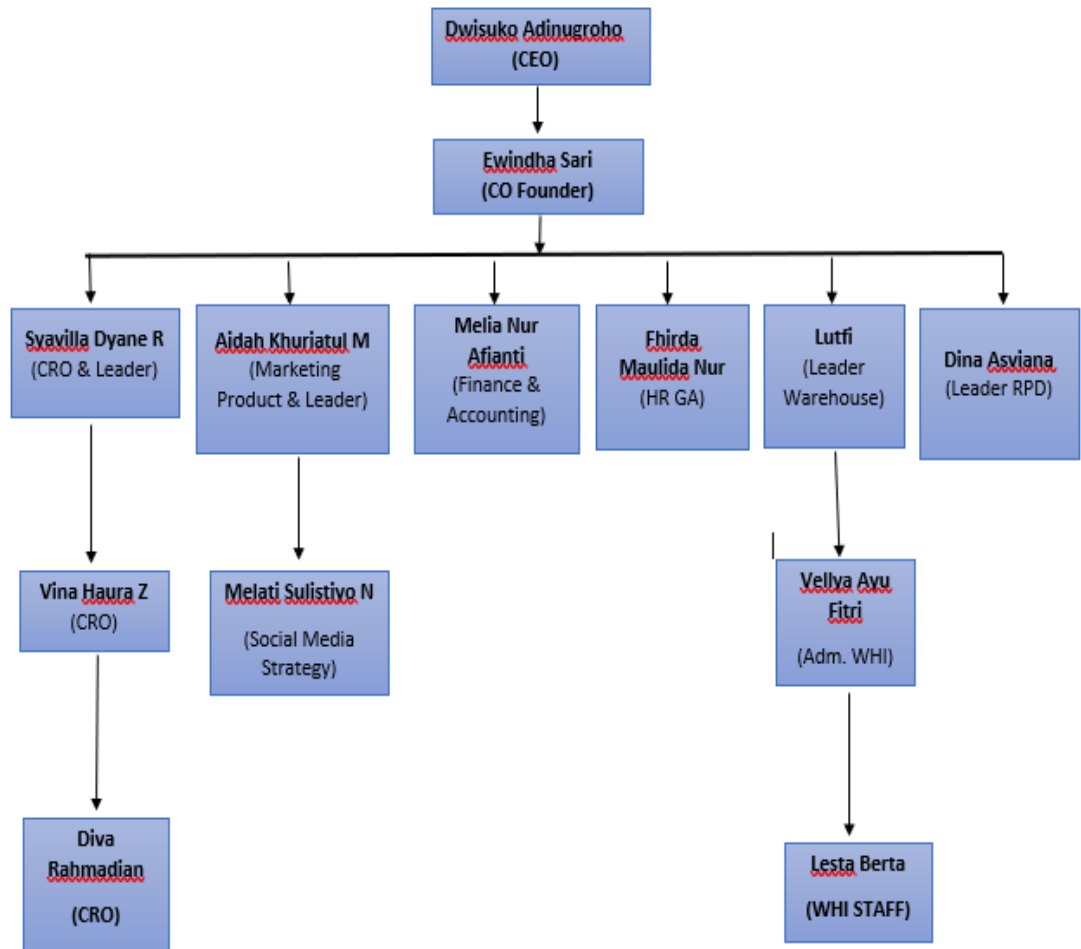 Dwisuko Adinugroho
(CEO)
Ewindha Sari
(CO Founder)
Syavilla Dyane R
(CRO & Leader)
Aidah Khuriatul M
(Marketing
Product & Leader)
Melia Nur
Afianti
(Finance &
Accounting)
Fhirda
Maulida Nur
(HR GA)
Lutfi
(Leader
Warehouse)
Dina Asviana
(Leader RPD)
Vina Haura Z
(CRO)
Melati Sulistiyo N
(Social Media
Strategy)
Vellya Ayu
Fitri
(Adm. WHI)
Diva
Rahmadian
(CRO)
Lesta Berta
(WHI STAFF)